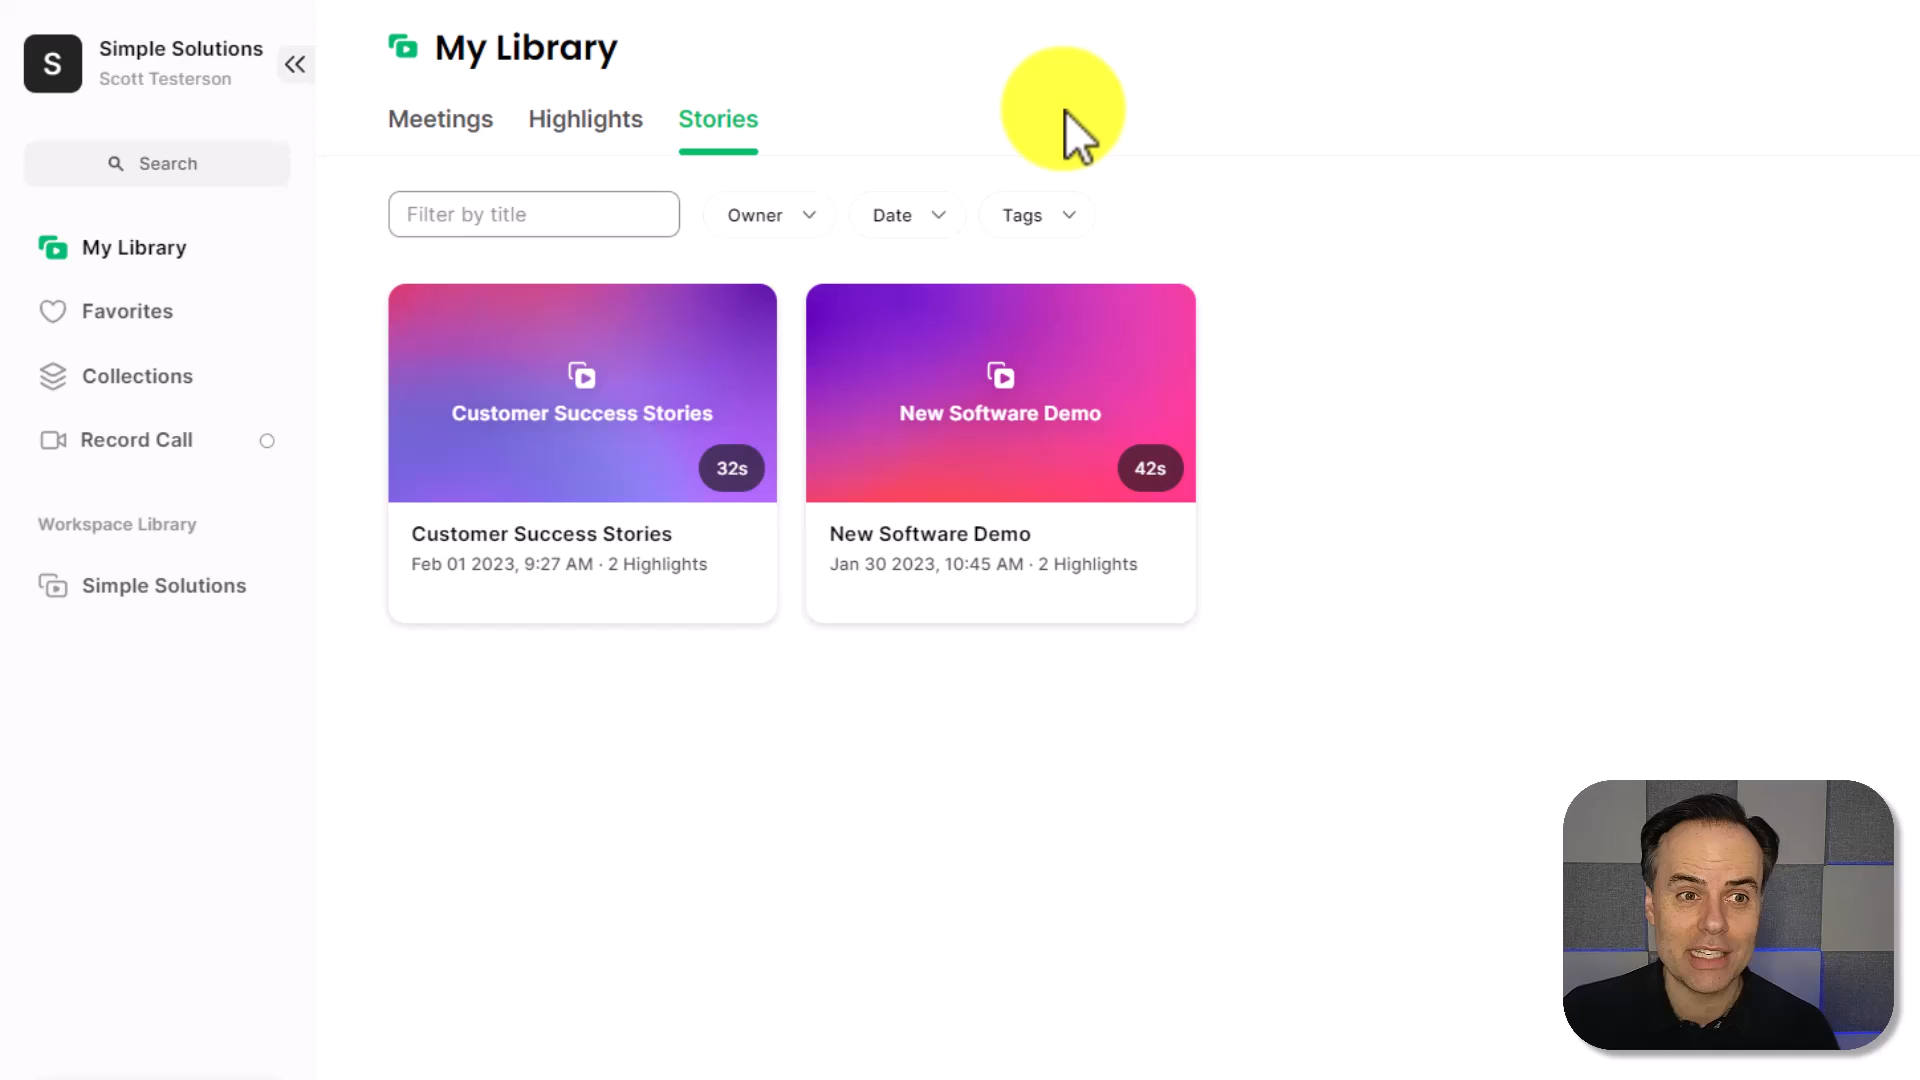 S
Simple Solutions
Scott Testerson
Search
My Library
Favorites
Collections
Record Call
Workspace Library
Simple Solutions
My Library
Meetings Highlights Stories
Filter by title
Owner Date Tags
Customer Success Stories
32s
Customer Success Stories
Feb 01 2023, 9:27 AM · 2 Highlights
New Software Demo
42s
New Software Demo
Jan 30 2023, 10:45 AM · 2 Highlights